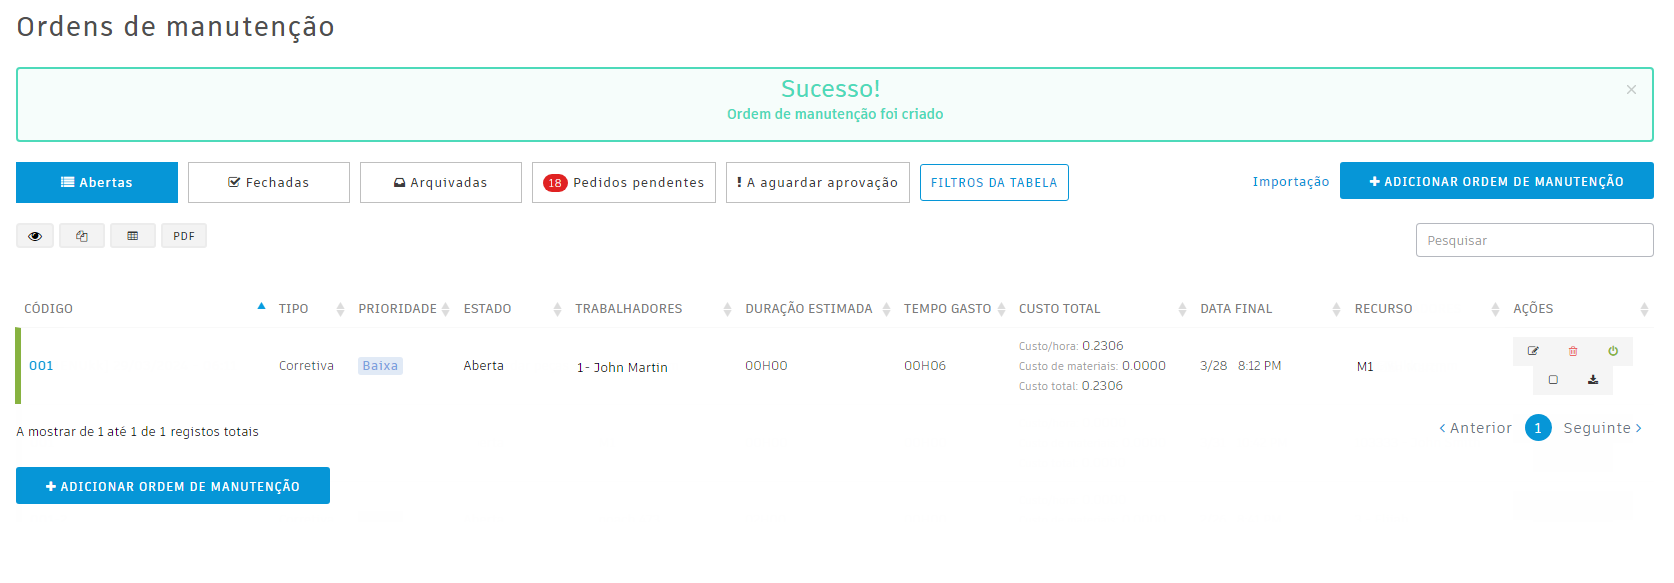 Ordens de manutenção
Sucesso!
×
Ordem de manutenção foi criado
Abertas
Fechadas
Arquivadas
18 Pedidos pendentes
! A aguardar aprovação
FILTROS DA TABELA
Importação
+ ADICIONAR ORDEM DE MANUTENÇÃO
PDF
Pesquisar
CÓDIGO TIPO PRIORIDADE ESTADO TRABALHADORES DURAÇÃO ESTIMADA TEMPO GASTO CUSTO TOTAL DATA FINAL RECURSO AÇÕES
001 Corretiva Baixa Aberta 1- John Martin 00H00 00H06
Custo/hora: 0.2306
Custo de materiais: 0.0000
Custo total: 0.2306
3/28 8:12 PM M1
A mostrar de 1 até 1 de 1 registos totais
‹ Anterior 1 Seguinte ›
+ ADICIONAR ORDEM DE MANUTENÇÃO